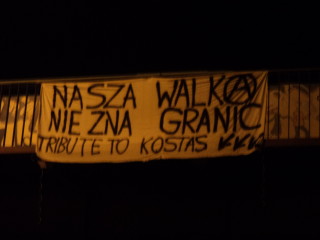 NASZA WALKA
NIE ZNA GRANIC
TRIBUTE TO KOSTAS ↙↙↙